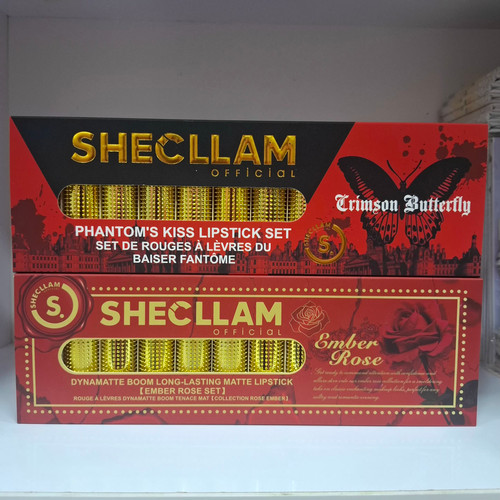 SHECLLAM
OFFICIAL
Crimson Butterfly
PHANTOM'S KISS LIPSTICK SET
SET DE ROUGES À LÈVRES DU
BAISER FANTÔME
S.
SHECLLAM
S.
SHECLLAM
OFFICIAL
Ember
Rose
DYNAMATTE BOOM LONG-LASTING MATTE LIPSTICK
[EMBER ROSE SET]
ROUGE À LÈVRES DYNAMATTE BOOM TENACE MAT [COLLECTION ROSE EMBER]